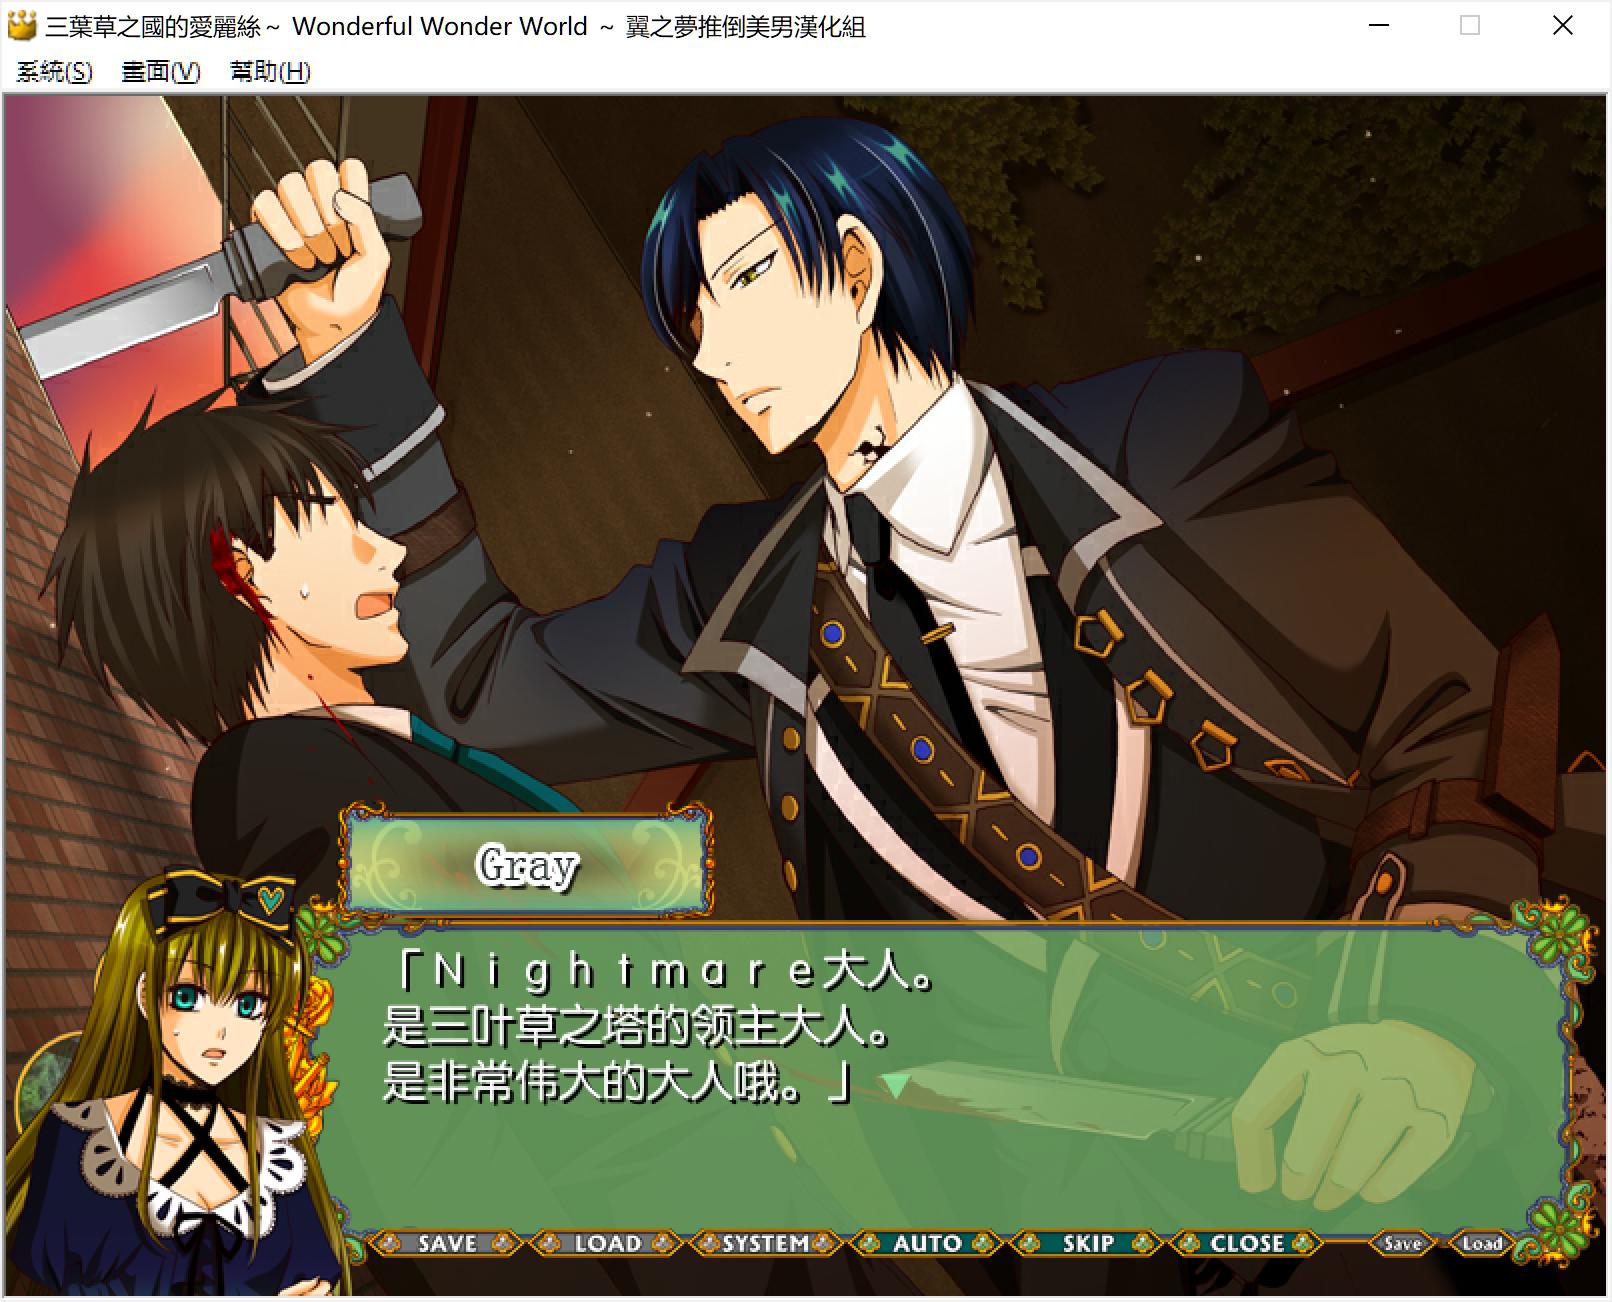 三葉草之國的愛麗絲～ Wonderful Wonder World ～ 翼之夢推倒美男漢化組
系統(S) 畫面(V) 幫助(H)
Gray
「Ｎｉｇｈｔｍａｒｅ大人。
是三叶草之塔的领主大人。
是非常伟大的大人哦。」
SAVE LOAD SYSTEM AUTO SKIP CLOSE Save Load